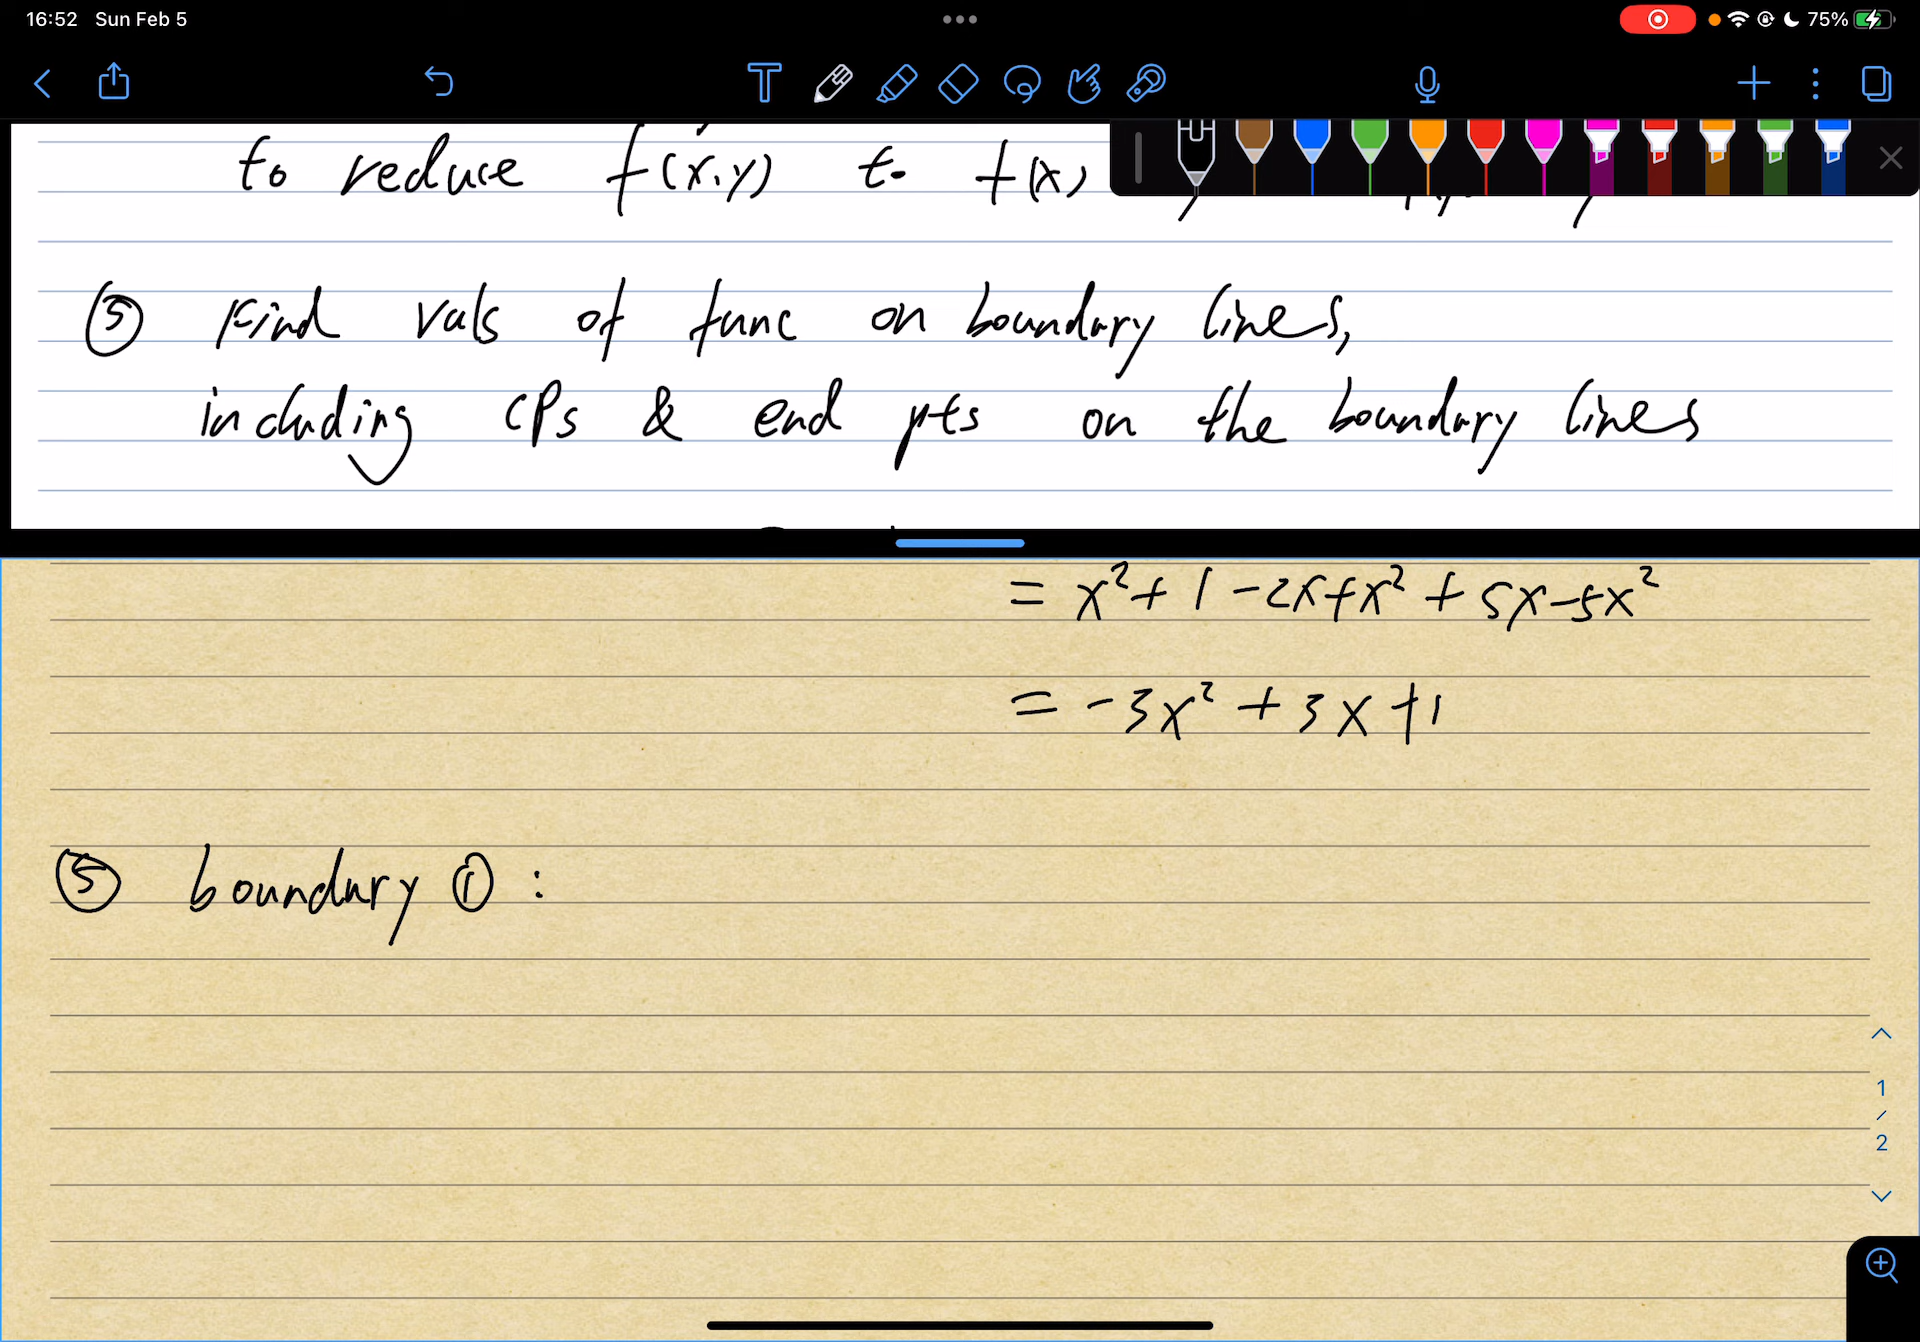 16:52 Sun Feb 5
75%
to reduce f(x,y) to f(x)
⑤ Find vals of func on boundary lines,
including CPs & end pts on the boundary lines
= x² + 1 - 2x + x² + 5x - 5x²
= -3x² + 3x + 1
⑤ boundary ① :
1
/
2